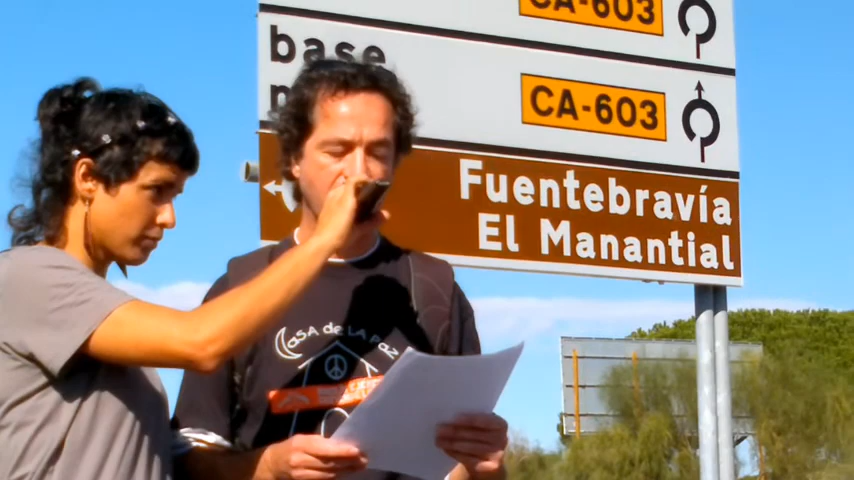 CA-603
base
CA-603
Fuentebravía
El Manantial
CASA de LA PAZ